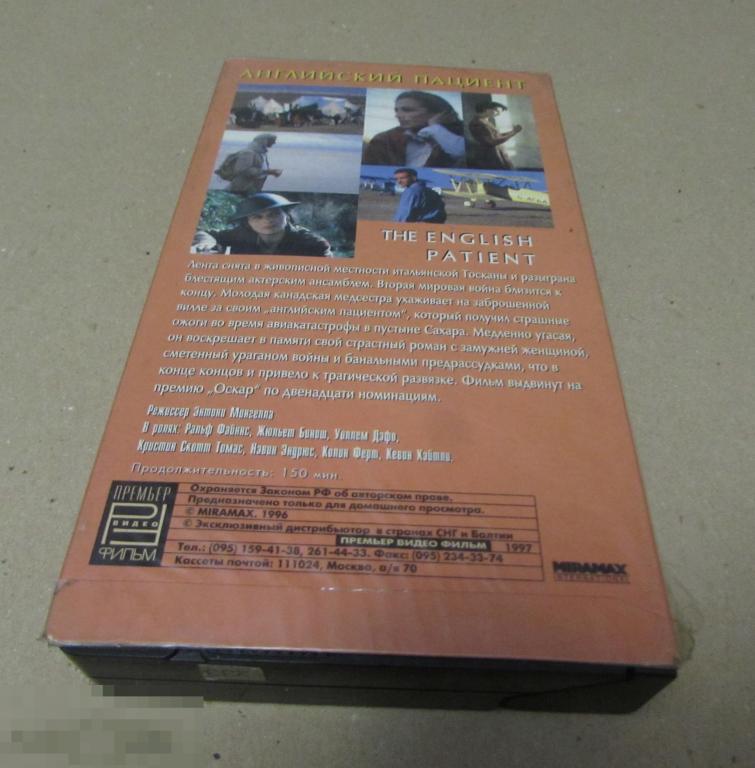 АНГЛИЙСКИЙ ПАЦИЕНТ
THE ENGLISH
PATIENT
Лента снята в живописной местности итальянской Тосканы и разыграна
блестящим актерским ансамблем. Вторая мировая война близится к
концу. Молодая канадская медсестра ухаживает на заброшенной
вилле за своим „английским пациентом", который получил страшные
ожоги во время авиакатастрофы в пустыне Сахара. Медленно угасая,
он воскрешает в памяти свой страстный роман с замужней женщиной,
сметенный ураганом войны и банальными предрассудками, что в
конце концов и привело к трагической развязке. Фильм выдвинут на
премию „Оскар" по двенадцати номинациям.
Режиссер Энтони Мингелла
В ролях: Ральф Файнис, Жюльет Бинош, Уиллем Дэфо,
Кристин Скотт Томас, Нэвин Эндрюс, Колин Ферт, Кевин Хэйтли.
Продолжительность: 150 мин.
ПРЕМЬЕР
ВИДЕО
ФИЛЬМ
Охраняется Законом РФ об авторском праве.
Предназначено только для домашнего просмотра.
© MIRAMAX. 1996
© Эксклюзивный дистрибьютор в странах СНГ и Балтии
ПРЕМЬЕР ВИДЕО ФИЛЬМ 1997
Тел.: (095) 159-41-38, 261-44-33. Факс: (095) 234-33-74
Кассеты почтой: 111024, Москва, а/я 70
MIRAMAX
INTERNATIONAL